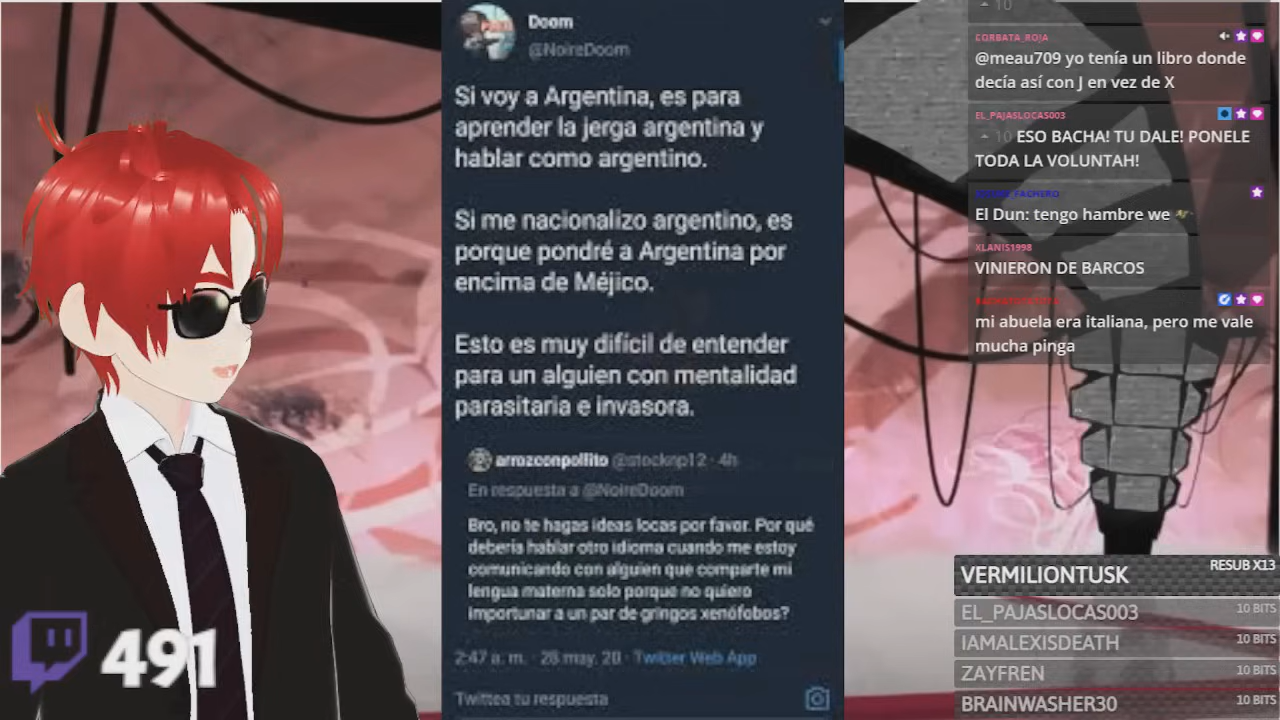 Doom
@NoireDoom
Si voy a Argentina, es para
aprender la jerga argentina y
hablar como argentino.
Si me nacionalizo argentino, es
porque pondré a Argentina por
encima de Méjico.
Esto es muy difícil de entender
para un alguien con mentalidad
parasitaria e invasora.
arrozconpollito @stocknp12 · 4h
En respuesta a @NoireDoom
Bro, no te hagas ideas locas por favor. Por qué
debería hablar otro idioma cuando me estoy
comunicando con alguien que comparte mi
lengua materna solo porque no quiero
importunar a un par de gringos xenófobos?
2:47 a. m. · 28 may. 20 · Twitter Web App
Twittea tu respuesta
10
CORBATA_ROJA
@meau709 yo tenía un libro donde
decía así con J en vez de X
EL_PAJASLOCAS003
10 ESO BACHA! TU DALE! PONELE
TODA LA VOLUNTAH!
FACHERO
El Dun: tengo hambre we
XLANIS1998
VINIERON DE BARCOS
mi abuela era italiana, pero me vale
mucha pinga
VERMILIONTUSK RESUB X13
EL_PAJASLOCAS003 10 BITS
IAMALEXISDEATH 10 BITS
ZAYFREN 10 BITS
BRAINWASHER30 10 BITS
491